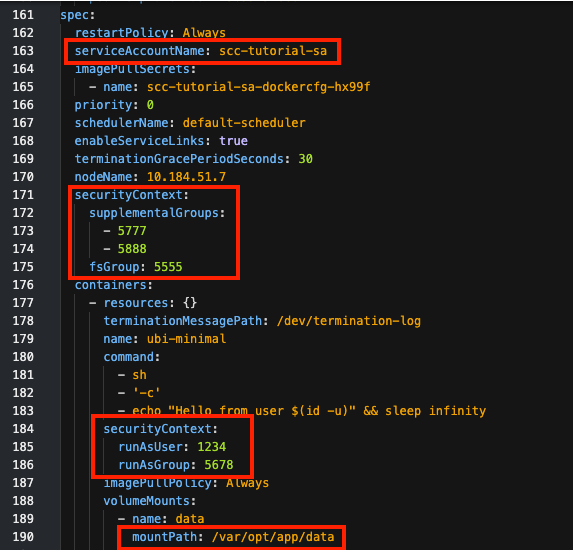 161 spec:
162   restartPolicy: Always
163   serviceAccountName: scc-tutorial-sa
164   imagePullSecrets:
165     - name: scc-tutorial-sa-dockercfg-hx99f
166   priority: 0
167   schedulerName: default-scheduler
168   enableServiceLinks: true
169   terminationGracePeriodSeconds: 30
170   nodeName: 10.184.51.7
171   securityContext:
172     supplementalGroups:
173       - 5777
174       - 5888
175     fsGroup: 5555
176   containers:
177     - resources: {}
178       terminationMessagePath: /dev/termination-log
179       name: ubi-minimal
180       command:
181         - sh
182         - '-c'
183         - echo "Hello from user $(id -u)" && sleep infinity
184       securityContext:
185         runAsUser: 1234
186         runAsGroup: 5678
187       imagePullPolicy: Always
188       volumeMounts:
189         - name: data
190           mountPath: /var/opt/app/data